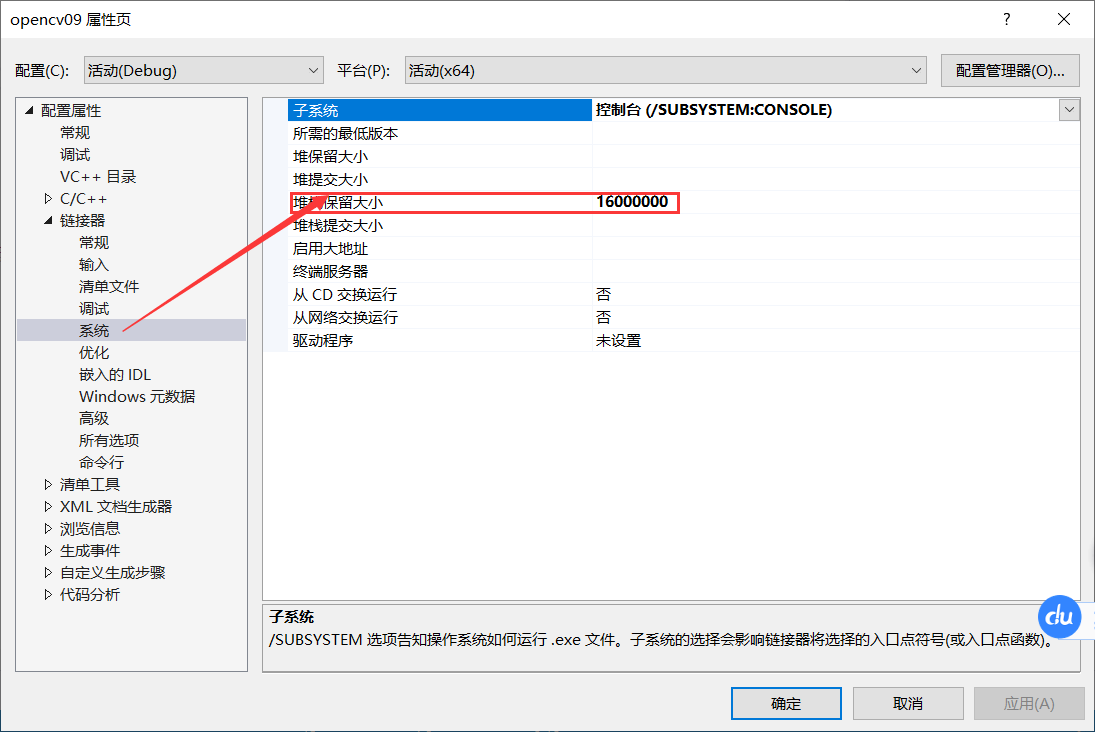 opencv09 属性页
?
配置(C): 活动(Debug) 平台(P): 活动(x64) 配置管理器(O)...
配置属性
常规
调试
VC++ 目录
C/C++
链接器
常规
输入
清单文件
调试
系统
优化
嵌入的 IDL
Windows 元数据
高级
所有选项
命令行
清单工具
XML 文档生成器
浏览信息
生成事件
自定义生成步骤
代码分析
子系统 控制台 (/SUBSYSTEM:CONSOLE)
所需的最低版本
堆保留大小
堆提交大小
堆栈保留大小 16000000
堆栈提交大小
启用大地址
终端服务器
从 CD 交换运行 否
从网络交换运行 否
驱动程序 未设置
子系统
/SUBSYSTEM 选项告知操作系统如何运行 .exe 文件。子系统的选择会影响链接器将选择的入口点符号(或入口点函数)。
du
确定 取消 应用(A)